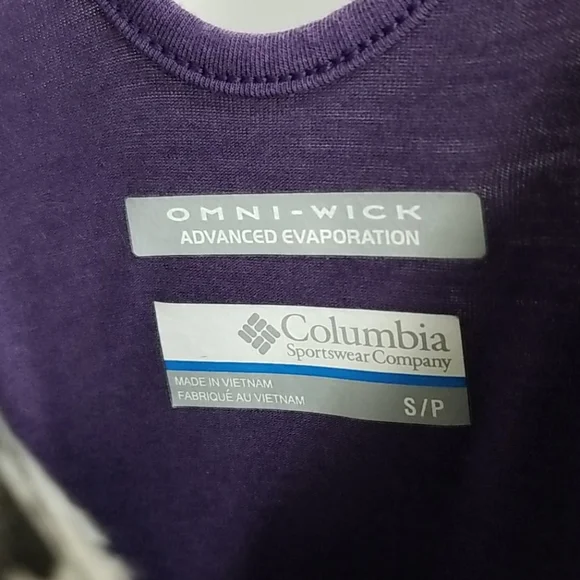 OMNI-WICK
ADVANCED EVAPORATION
Columbia
Sportswear Company
MADE IN VIETNAM
FABRIQUÉ AU VIETNAM
S/P